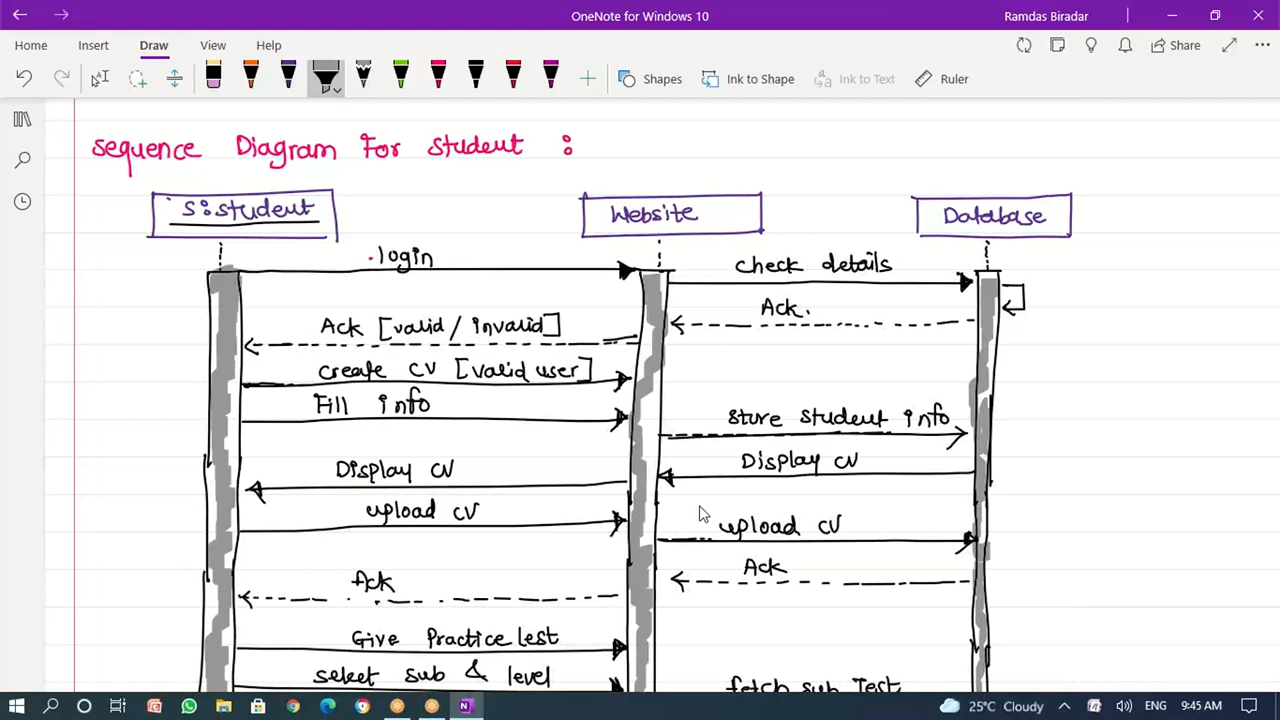 OneNote for Windows 10
Ramdas Biradar
Home Insert Draw View Help
Share
Shapes Ink to Shape Ink to Text Ruler
Sequence Diagram For Student :
S:student Website Database
login
check details
Ack.
Ack [valid / invalid]
create CV [valid user]
Fill info
store student info
Display CV
Display CV
upload CV
upload CV
Ack
Ack
Give Practice Test
select sub & level
fetch sub Test
25°C Cloudy ENG 9:45 AM